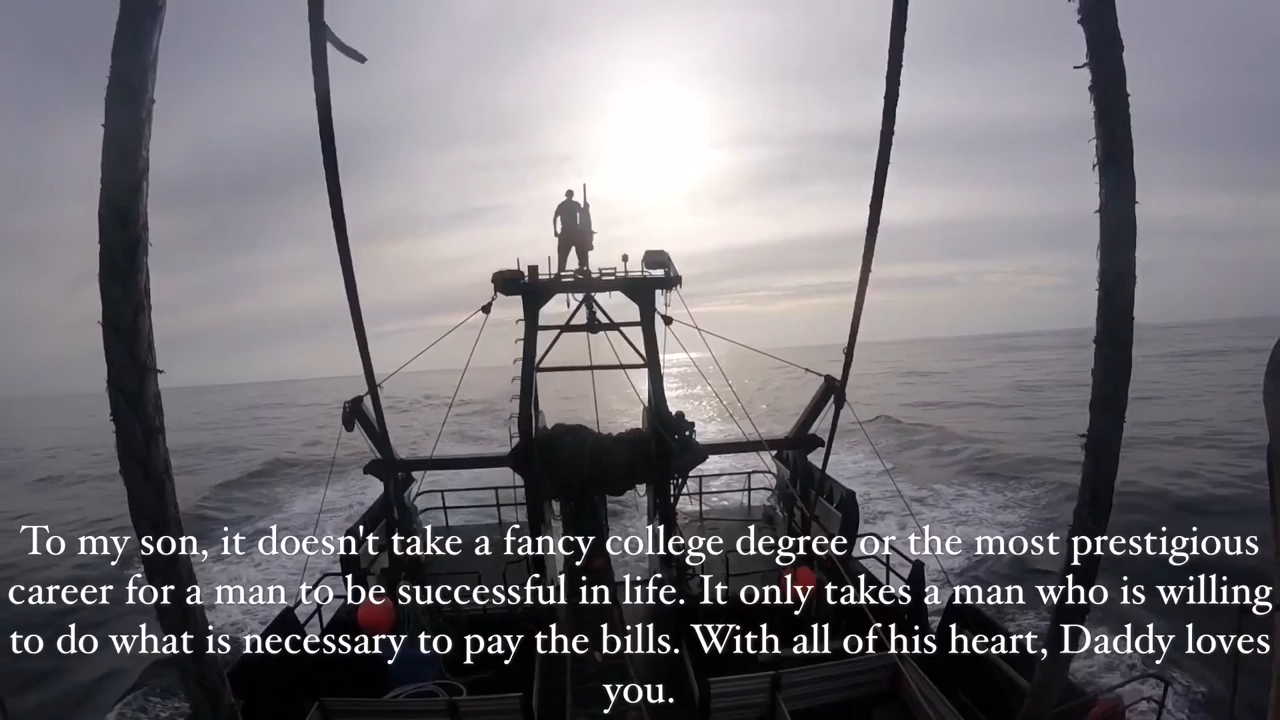 To my son, it doesn't take a fancy college degree or the most prestigious
career for a man to be successful in life. It only takes a man who is willing
to do what is necessary to pay the bills. With all of his heart, Daddy loves
you.